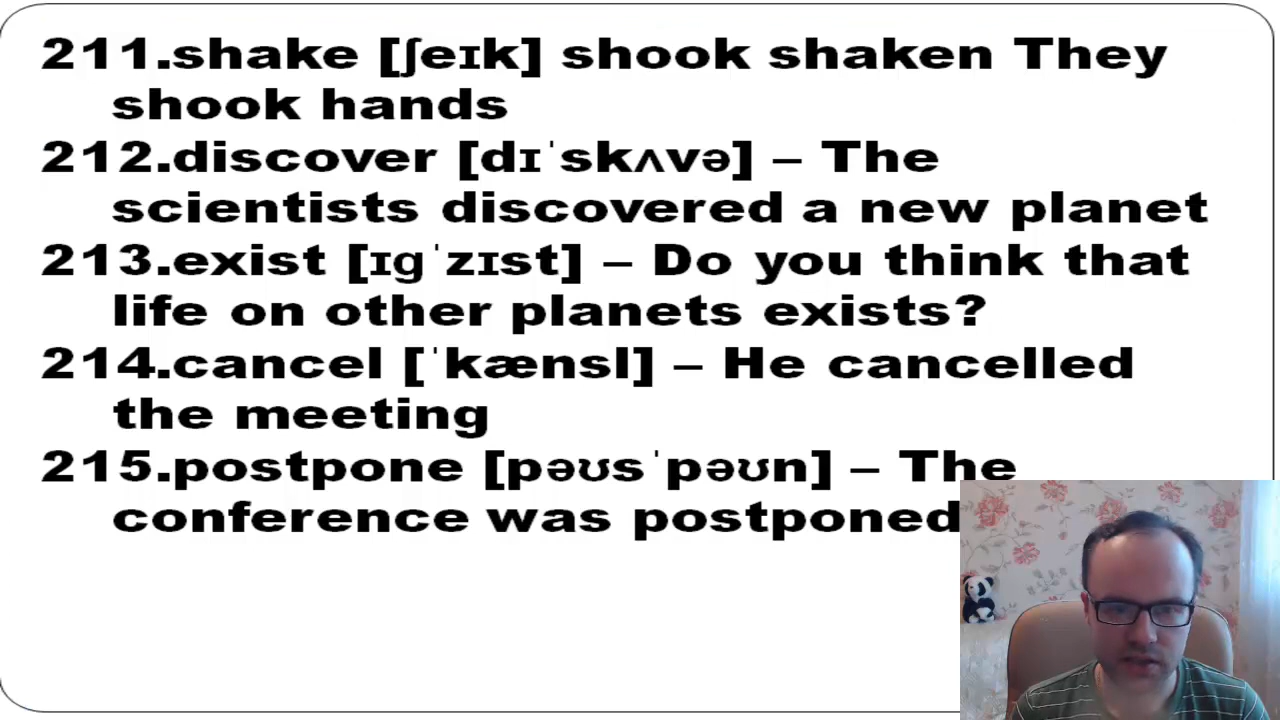 211.shake [ʃeɪk] shook shaken They
shook hands
212.discover [dɪˈskʌvə] – The
scientists discovered a new planet
213.exist [ɪɡˈzɪst] – Do you think that
life on other planets exists?
214.cancel [ˈkænsl] – He cancelled
the meeting
215.postpone [pəʊsˈpəʊn] – The
conference was postponed